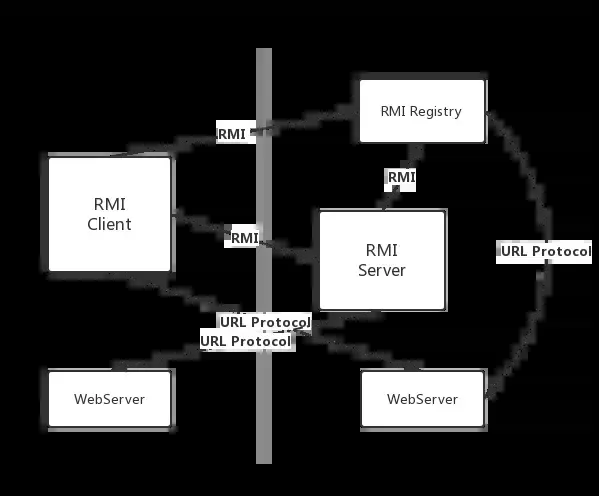 RMI Registry
RMI
RMI
RMI
Client
RMI
RMI
Server
URL Protocol
URL Protocol
URL Protocol
WebServer
WebServer